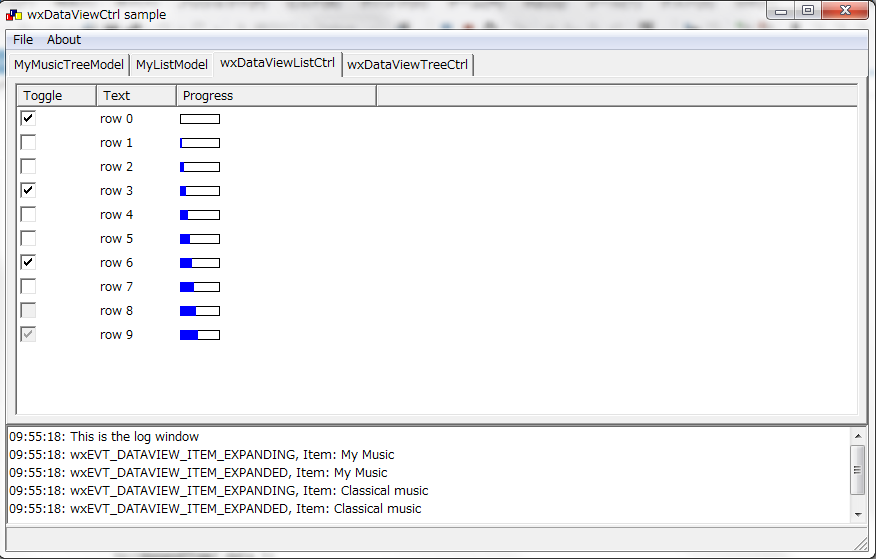 wxDataViewCtrl sample
File About
MyMusicTreeModel MyListModel wxDataViewListCtrl wxDataViewTreeCtrl
Toggle Text Progress
row 0
row 1
row 2
row 3
row 4
row 5
row 6
row 7
row 8
row 9
09:55:18: This is the log window
09:55:18: wxEVT_DATAVIEW_ITEM_EXPANDING, Item: My Music
09:55:18: wxEVT_DATAVIEW_ITEM_EXPANDED, Item: My Music
09:55:18: wxEVT_DATAVIEW_ITEM_EXPANDING, Item: Classical music
09:55:18: wxEVT_DATAVIEW_ITEM_EXPANDED, Item: Classical music